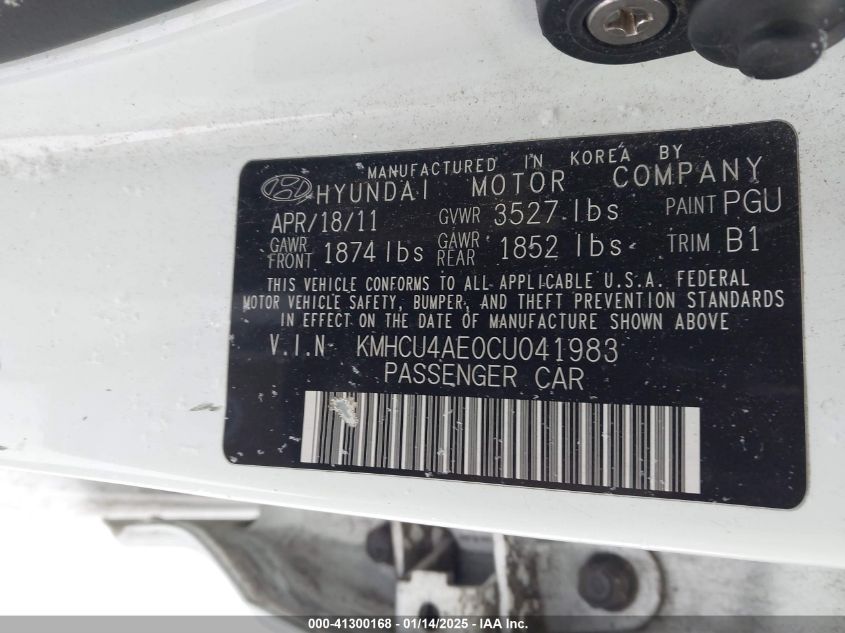 MANUFACTURED IN KOREA BY
HYUNDAI MOTOR COMPANY
APR/18/11 GVWR 3527 lbs PAINT PGU
GAWR FRONT 1874 lbs GAWR REAR 1852 lbs TRIM B1
THIS VEHICLE CONFORMS TO ALL APPLICABLE U.S.A. FEDERAL
MOTOR VEHICLE SAFETY, BUMPER, AND THEFT PREVENTION STANDARDS
IN EFFECT ON THE DATE OF MANUFACTURE SHOWN ABOVE
V.I.N KMHCU4AE0CU041983
PASSENGER CAR
000-41300168 - 01/14/2025 - IAA Inc.